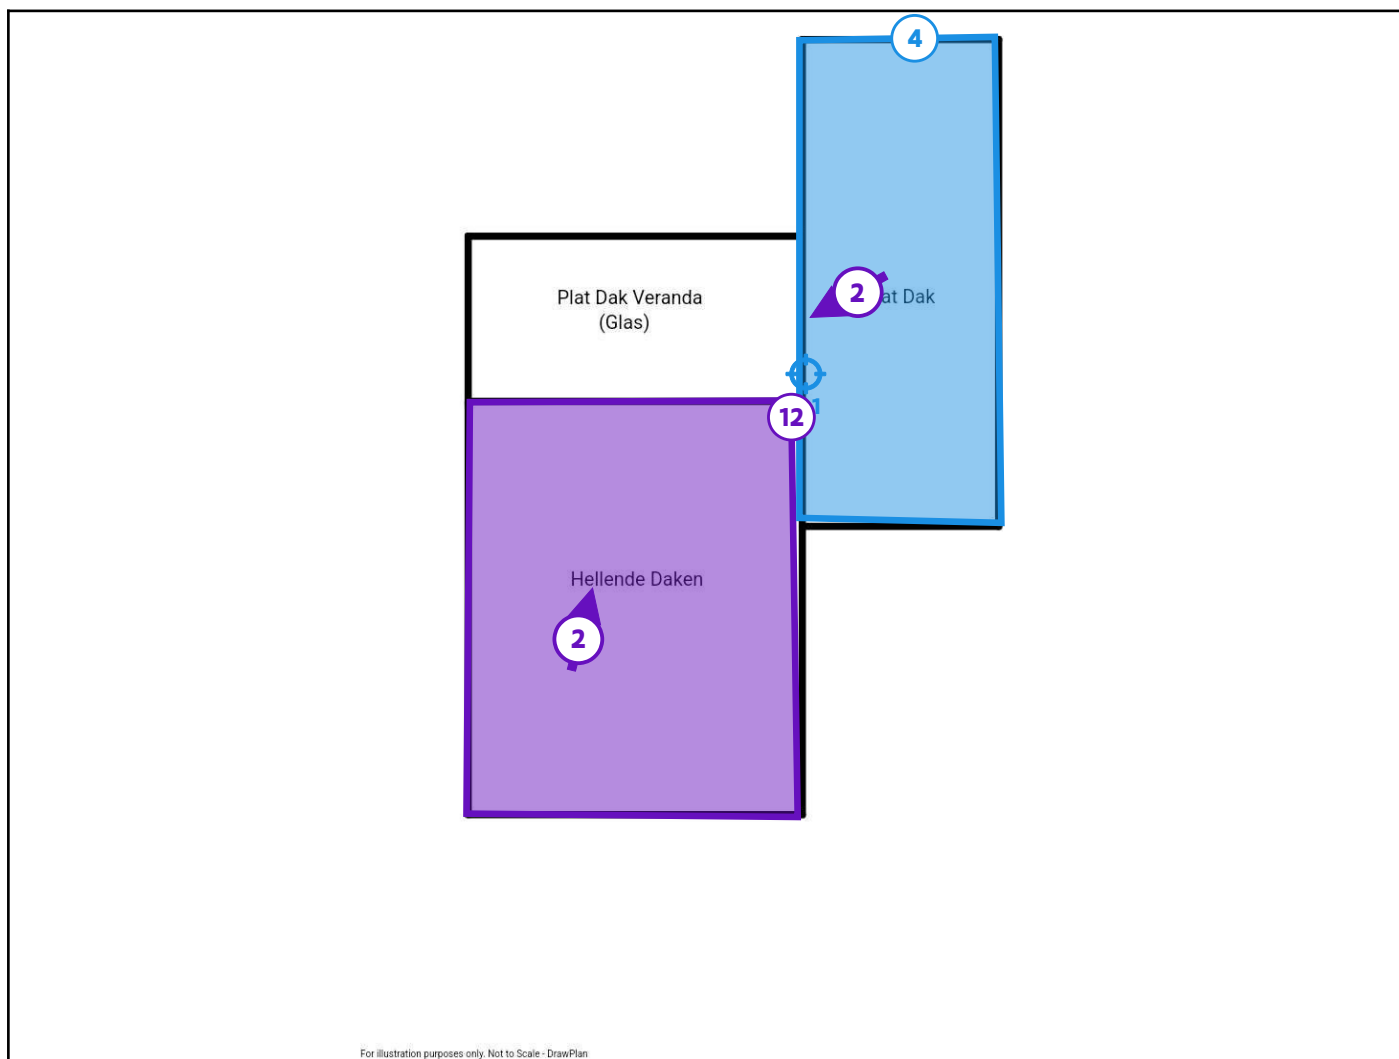 4
Plat Dak Veranda
(Glas)
2
at Dak
1
12
Hellende Daken
2
For illustration purposes only. Not to Scale - DrawPlan